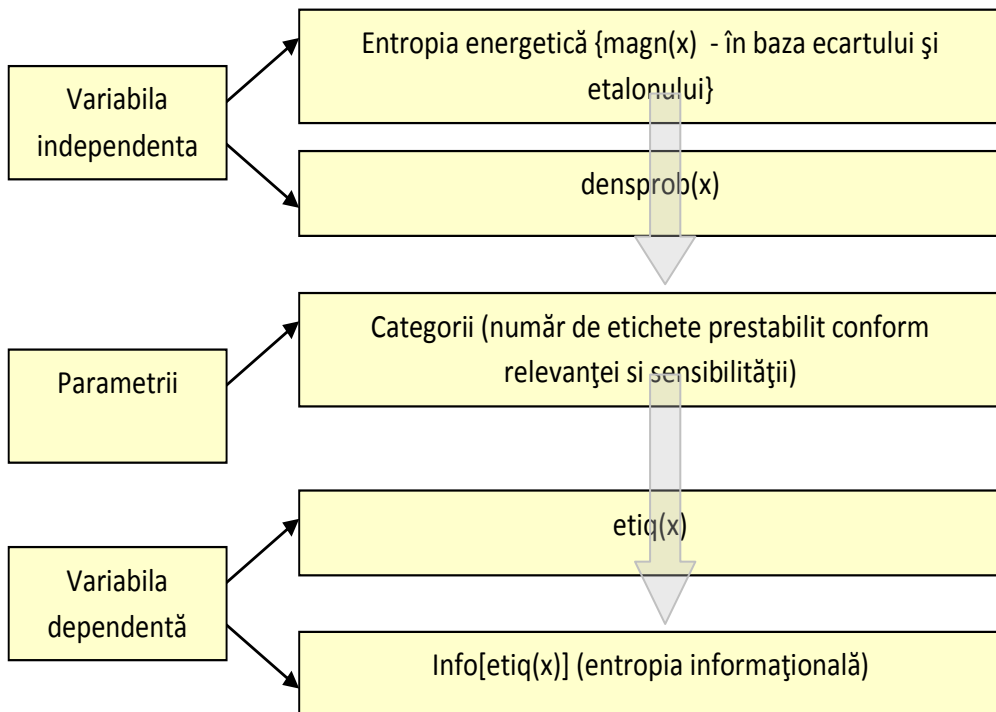 Variabila
independenta
Entropia energetică {magn(x)  - în baza ecartului şi
etalonului}
densprob(x)
Parametrii
Categorii (număr de etichete prestabilit conform
relevanţei si sensibilităţii)
Variabila
dependentă
etiq(x)
Info[etiq(x)] (entropia informaţională)